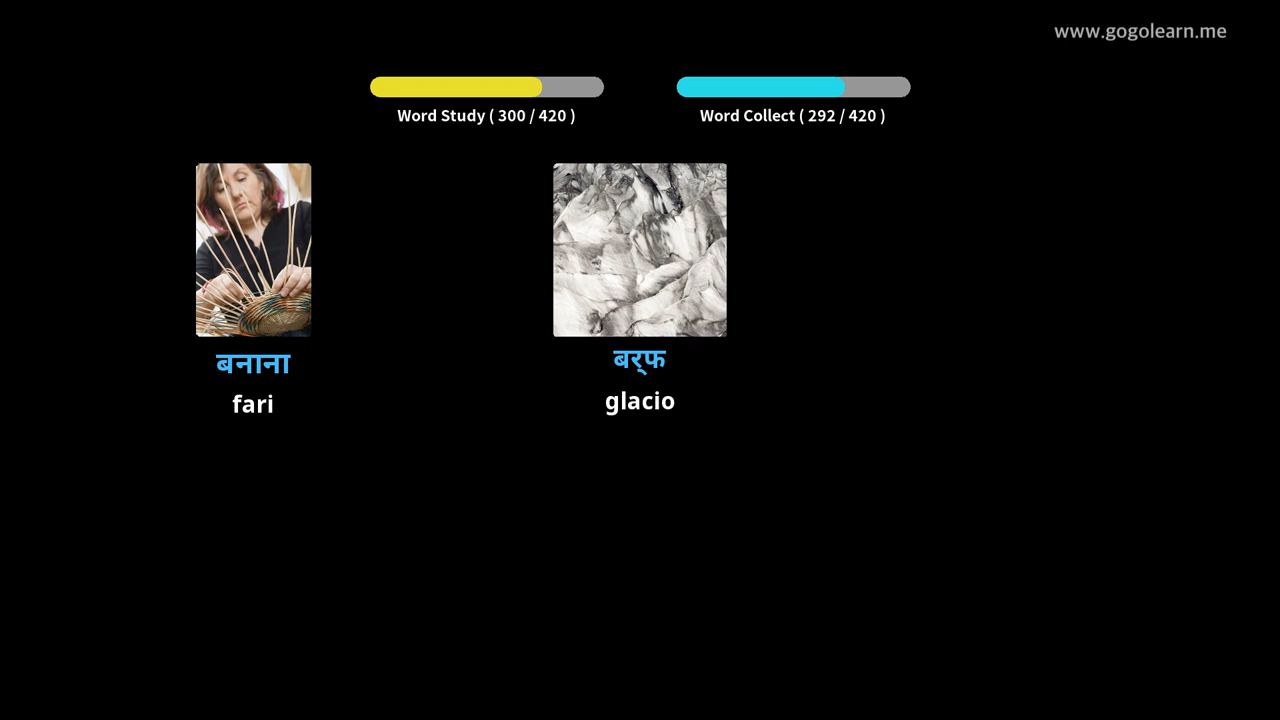 www.gogolearn.me
Word Study ( 300 / 420 )
Word Collect ( 292 / 420 )
बनाना
fari
बर्फ
glacio